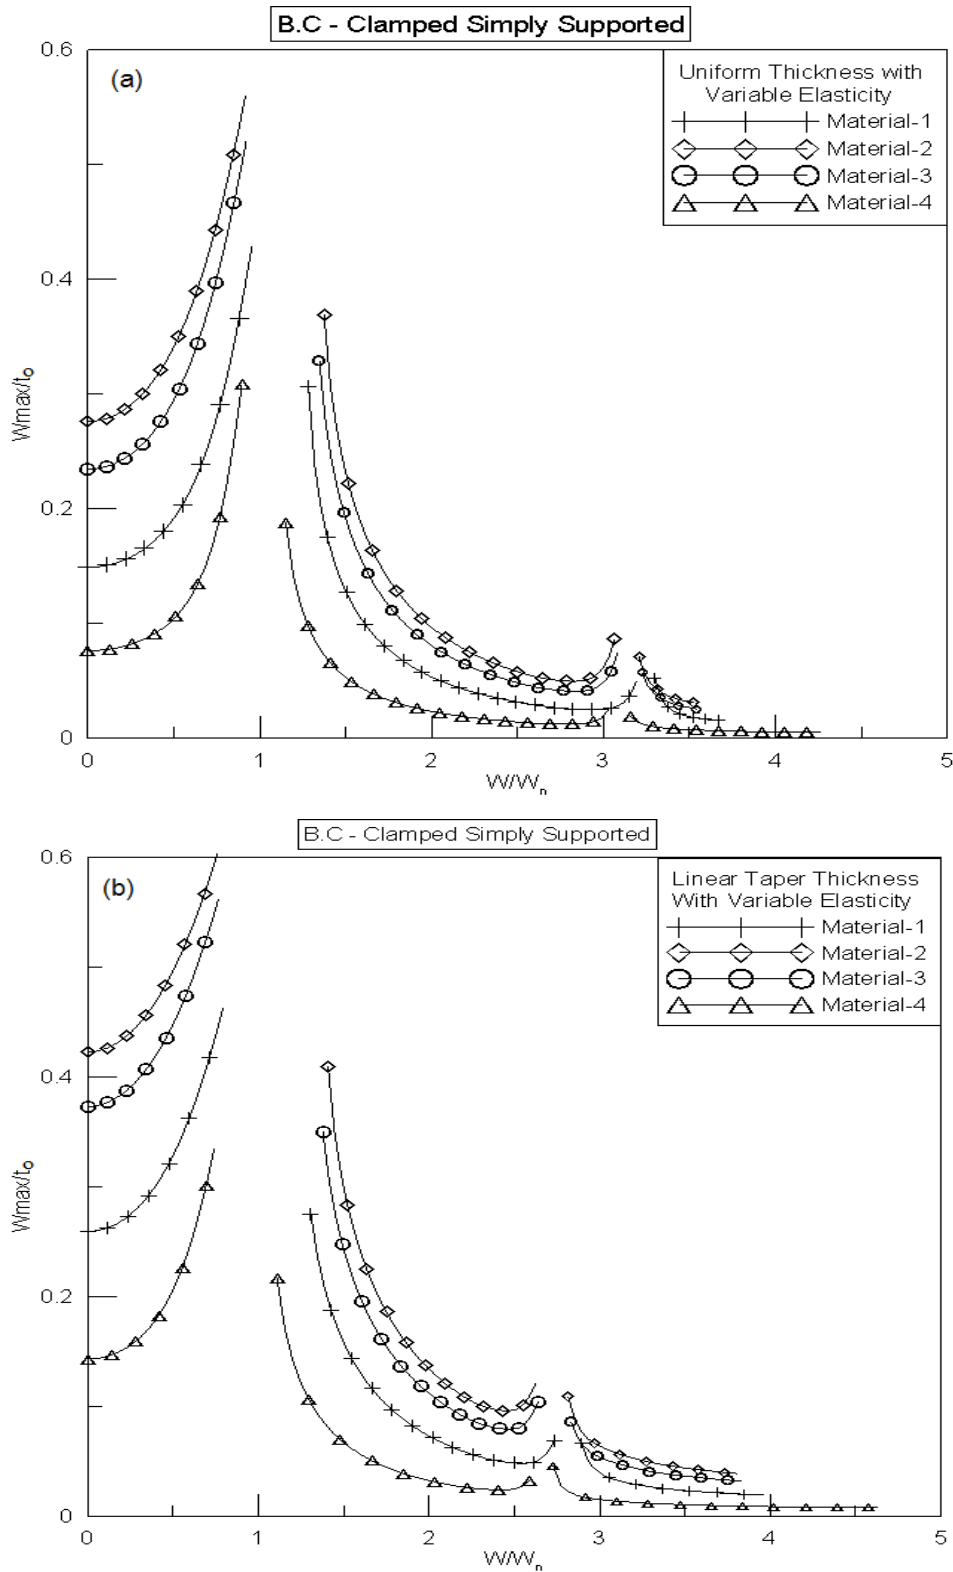 B.C - Clamped Simply Supported
0.6
(a)
Uniform Thickness with
Variable Elasticity
Material-1
Material-2
Material-3
Material-4
0.4
Wmax/to
0.2
0
0 1 2 3 4 5
W/Wn
B.C - Clamped Simply Supported
0.6
(b)
Linear Taper Thickness
With Variable Elasticity
Material-1
Material-2
Material-3
Material-4
0.4
Wmax/to
0.2
0
0 1 2 3 4 5
W/Wn